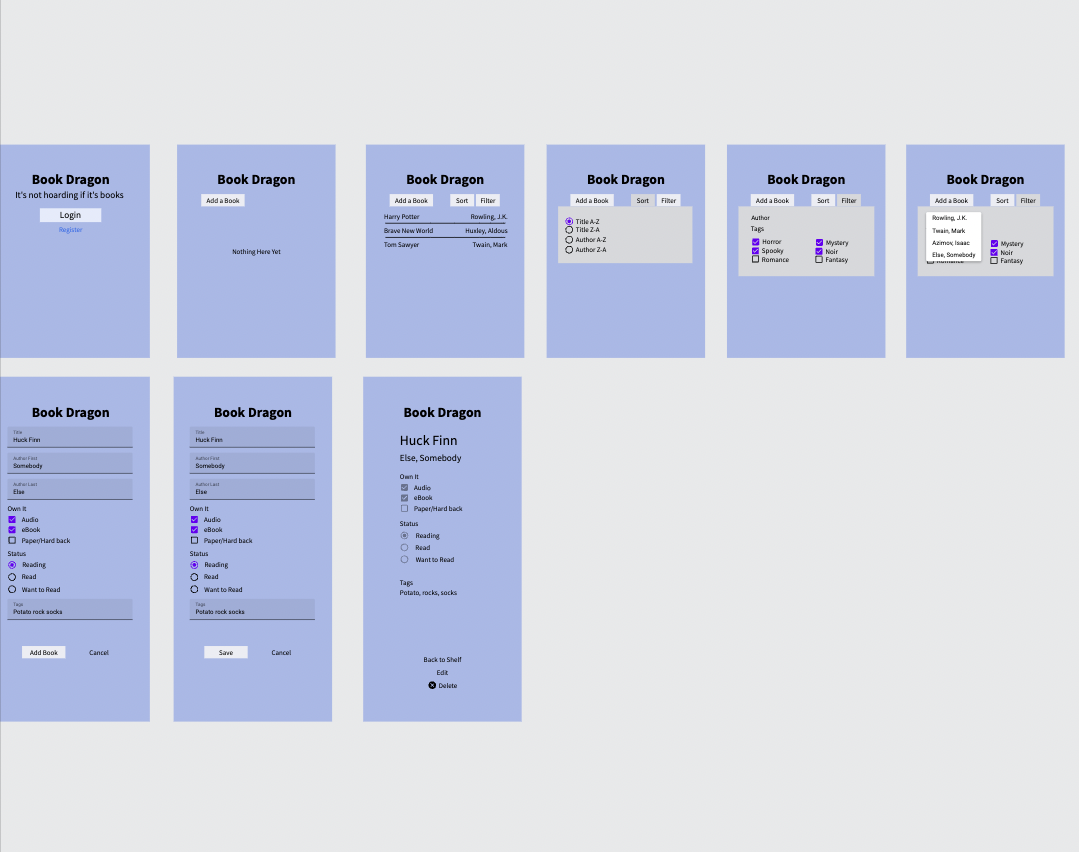 Book Dragon
It's not hoarding if it's books
Login
Register
Book Dragon
Add a Book
Nothing Here Yet
Book Dragon
Add a Book Sort Filter
Harry Potter Rowling, J.K.
Brave New World Huxley, Aldous
Tom Sawyer Twain, Mark
Book Dragon
Add a Book Sort Filter
Title A-Z
Title Z-A
Author A-Z
Author Z-A
Book Dragon
Add a Book Sort Filter
Author
Tags
Horror Mystery
Spooky Noir
Romance Fantasy
Book Dragon
Add a Book Sort Filter
Rowling, J.K.
Twain, Mark
Azimov, Isaac
Else, Somebody
Mystery
Noir
Romance Fantasy
Book Dragon
Title
Huck Finn
Author First
Somebody
Author Last
Else
Own It
Audio
eBook
Paper/Hard back
Status
Reading
Read
Want to Read
Tags
Potato rock socks
Add Book Cancel
Book Dragon
Title
Huck Finn
Author First
Somebody
Author Last
Else
Own It
Audio
eBook
Paper/Hard back
Status
Reading
Read
Want to Read
Tags
Potato rock socks
Save Cancel
Book Dragon
Huck Finn
Else, Somebody
Own It
Audio
eBook
Paper/Hard back
Status
Reading
Read
Want to Read
Tags
Potato, rocks, socks
Back to Shelf
Edit
Delete